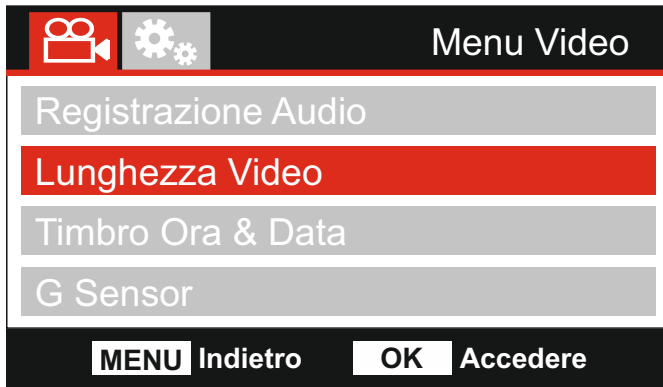 Menu Video
Registrazione Audio
Lunghezza Video
Timbro Ora & Data
G Sensor
MENU Indietro OK Accedere